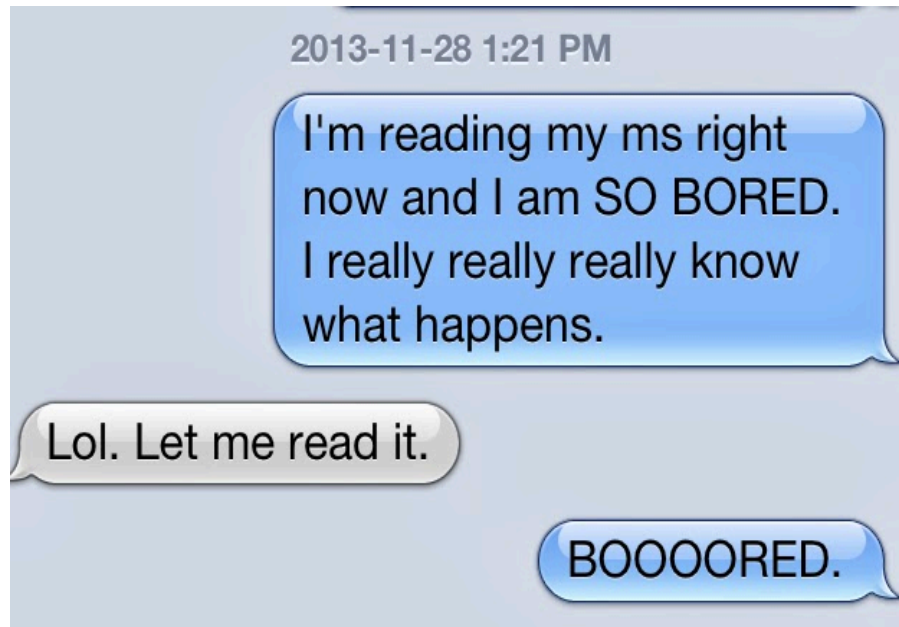 2013-11-28 1:21 PM
I'm reading my ms right
now and I am SO BORED.
I really really really know
what happens.
Lol. Let me read it.
BOOOORED.